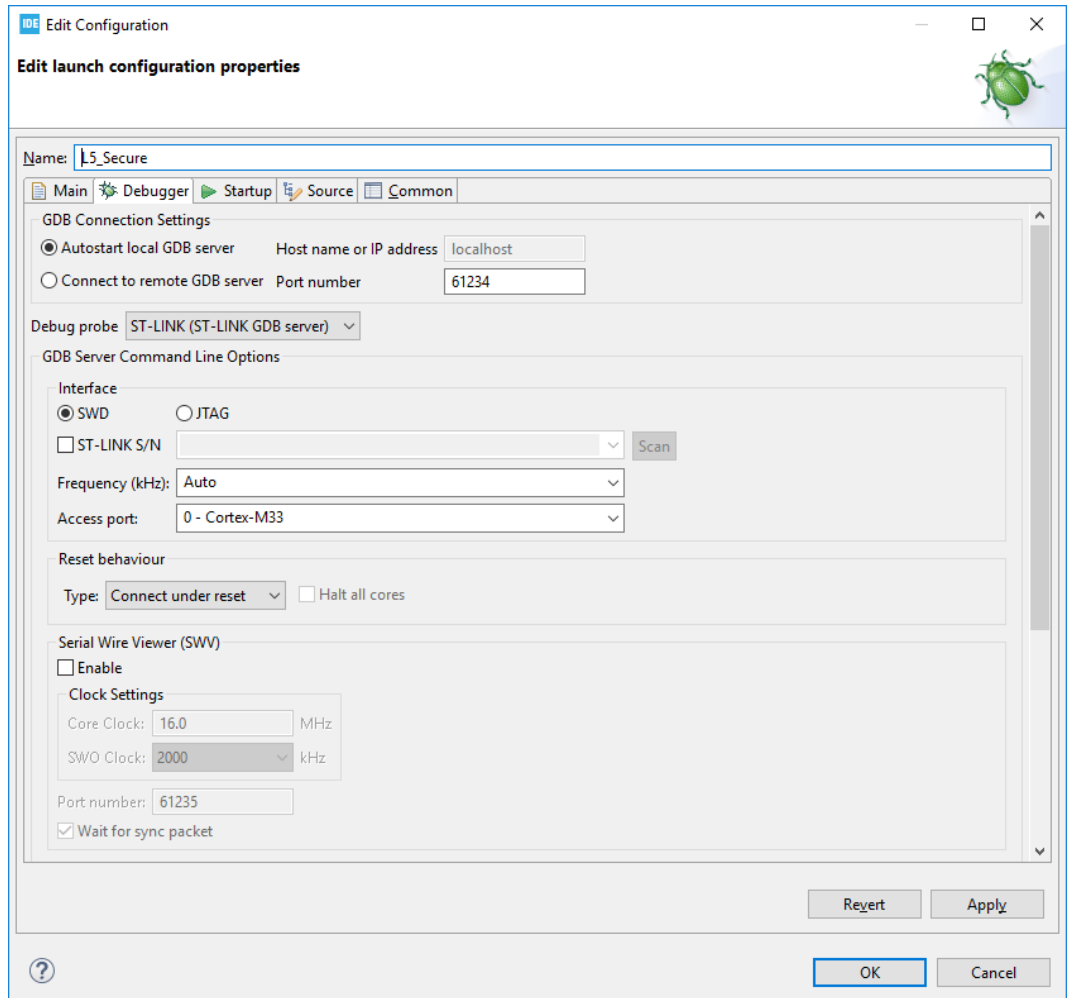 IDE Edit Configuration
Edit launch configuration properties
Name: L5_Secure
Main Debugger Startup Source Common
GDB Connection Settings
Autostart local GDB server Host name or IP address localhost
Connect to remote GDB server Port number 61234
Debug probe ST-LINK (ST-LINK GDB server)
GDB Server Command Line Options
Interface
SWD JTAG
ST-LINK S/N Scan
Frequency (kHz): Auto
Access port: 0 - Cortex-M33
Reset behaviour
Type: Connect under reset Halt all cores
Serial Wire Viewer (SWV)
Enable
Clock Settings
Core Clock: 16.0 MHz
SWO Clock: 2000 kHz
Port number: 61235
Wait for sync packet
Revert Apply
? OK Cancel